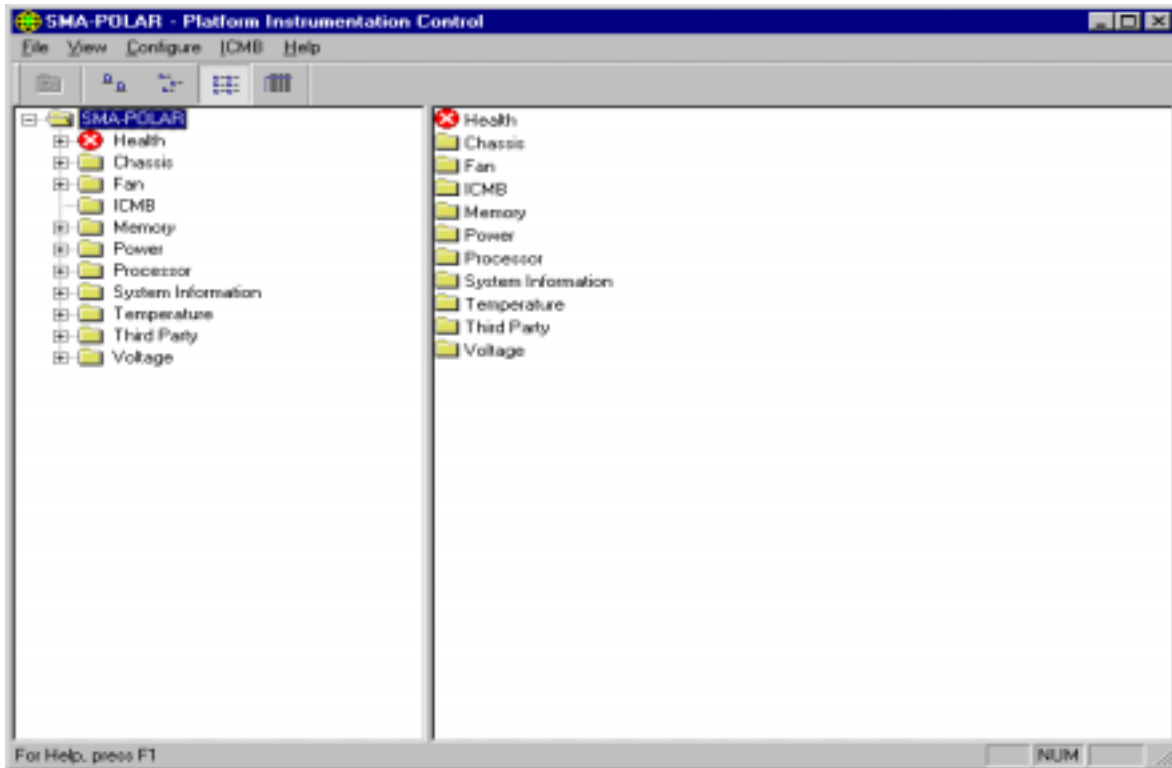 SMA-POLAR - Platform Instrumentation Control
File View Configure ICMB Help
SMA-POLAR
Health
Chassis
Fan
ICMB
Memory
Power
Processor
System Information
Temperature
Third Party
Voltage
Health
Chassis
Fan
ICMB
Memory
Power
Processor
System Information
Temperature
Third Party
Voltage
For Help, press F1
NUM